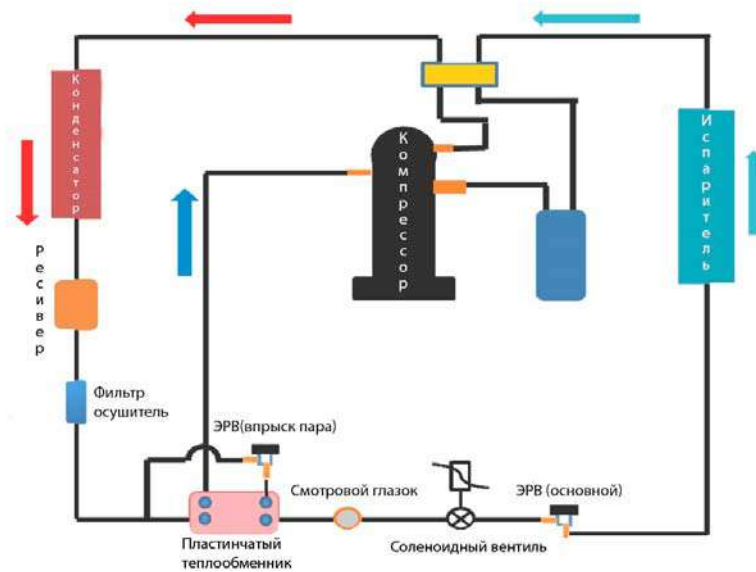 Конденсатор
Компрессор
Испаритель
Ресивер
Фильтр
осушитель
ЭРВ(впрыск пара)
Смотровой глазок
ЭРВ (основной)
Соленоидный вентиль
Пластинчатый
теплообменник